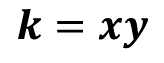 k = xy